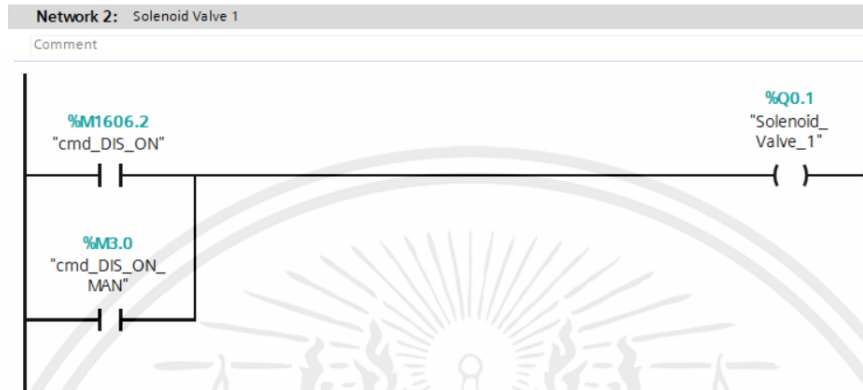 Network 2: Solenoid Valve 1
Comment
%M1606.2
"cmd_DIS_ON"
%Q0.1
"Solenoid_
Valve_1"
%M3.0
"cmd_DIS_ON_
MAN"